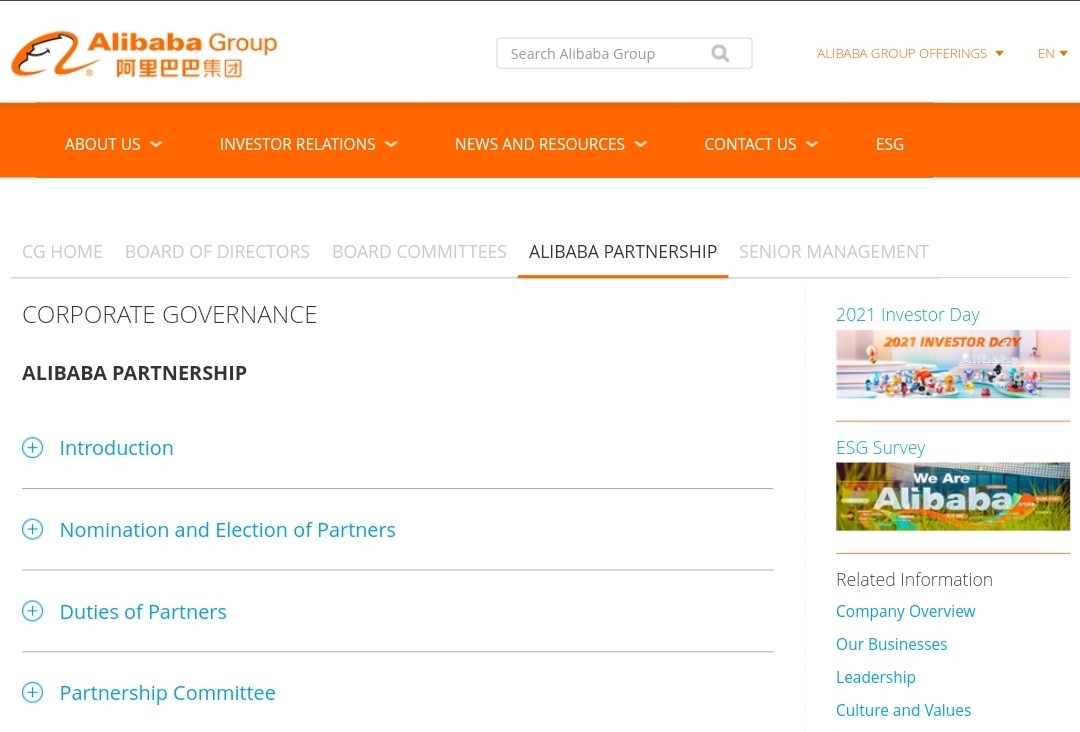 Alibaba Group
阿里巴巴集团
Search Alibaba Group
ALIBABA GROUP OFFERINGS
EN
ABOUT US
INVESTOR RELATIONS
NEWS AND RESOURCES
CONTACT US
ESG
CG HOME
BOARD OF DIRECTORS
BOARD COMMITTEES
ALIBABA PARTNERSHIP
SENIOR MANAGEMENT
CORPORATE GOVERNANCE
ALIBABA PARTNERSHIP
Introduction
Nomination and Election of Partners
Duties of Partners
Partnership Committee
2021 Investor Day
2021 INVESTOR DAY
Alibaba
ESG Survey
We Are
Alibaba
Related Information
Company Overview
Our Businesses
Leadership
Culture and Values